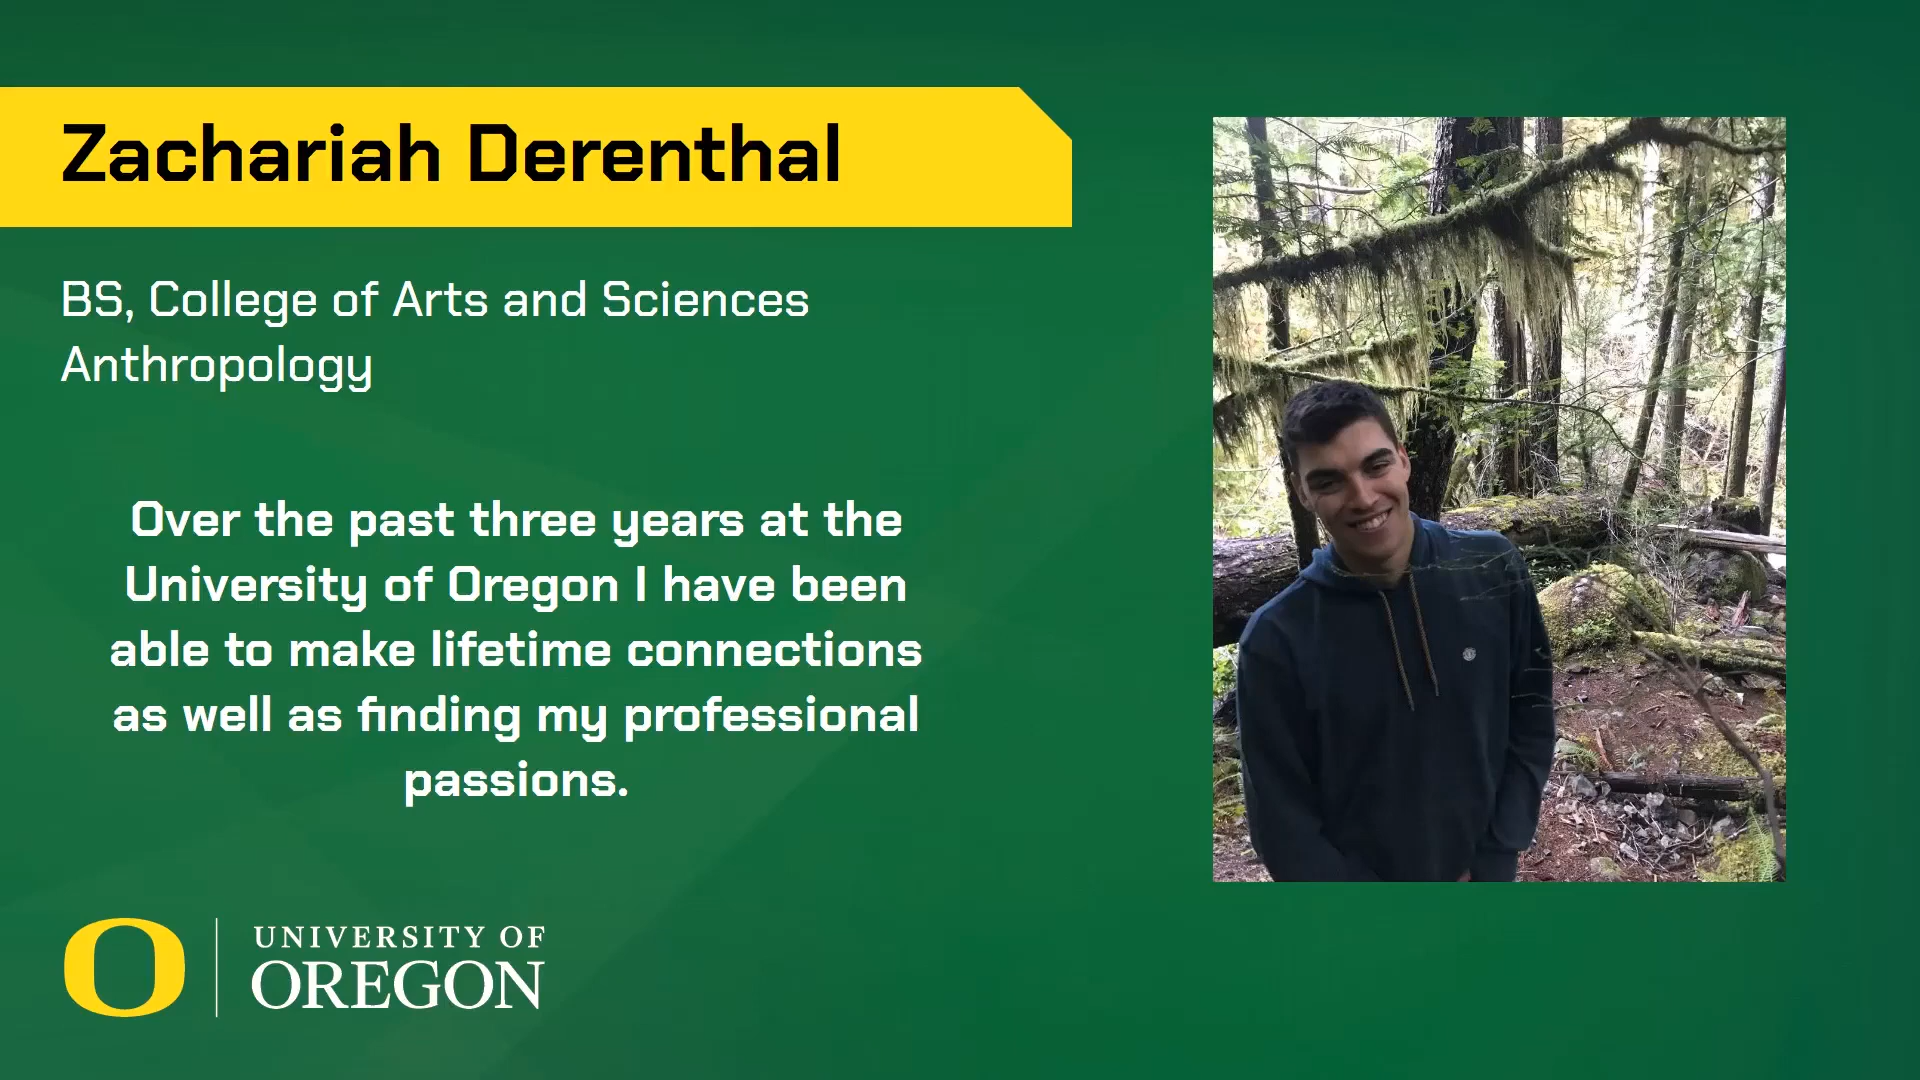 Zachariah Derenthal
BS, College of Arts and Sciences
Anthropology
Over the past three years at the
University of Oregon I have been
able to make lifetime connections
as well as finding my professional
passions.
O
UNIVERSITY OF
OREGON